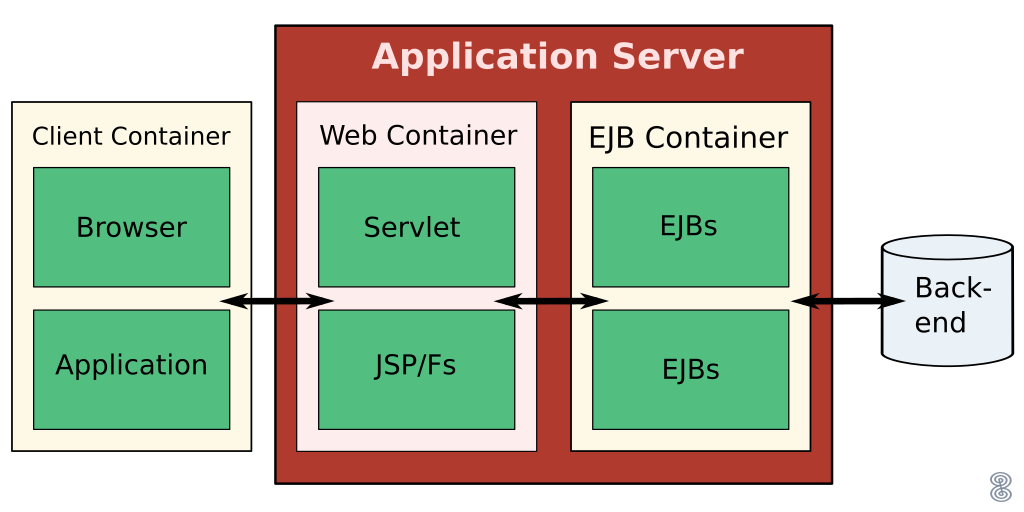 Application Server
Client Container
Web Container
EJB Container
Browser
Servlet
EJBs
Application
JSP/Fs
EJBs
Back-
end